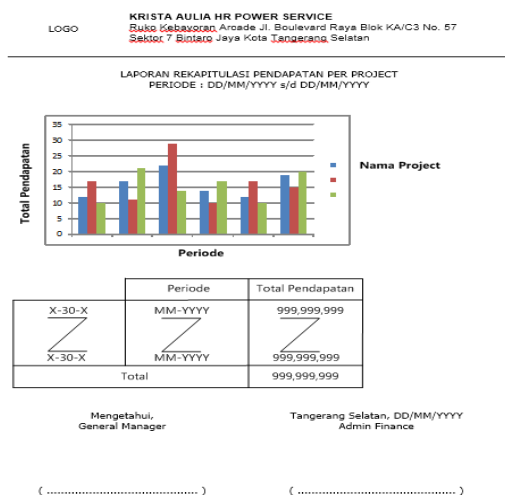 LOGO
KRISTA AULIA HR POWER SERVICE
Ruko Kebayoran Arcade Jl. Boulevard Raya Blok KA/C3 No. 57
Sektor 7 Bintaro Jaya Kota Tangerang Selatan
LAPORAN REKAPITULASI PENDAPATAN PER PROJECT
PERIODE : DD/MM/YYYY s/d DD/MM/YYYY
Total Pendapatan
35
30
25
20
15
10
5
0
Periode
Nama Project
Periode Total Pendapatan
X-30-X MM-YYYY 999,999,999
X-30-X MM-YYYY 999,999,999
Total 999,999,999
Mengetahui,
General Manager
Tangerang Selatan, DD/MM/YYYY
Admin Finance
( .......................................... )
( ............................................ )